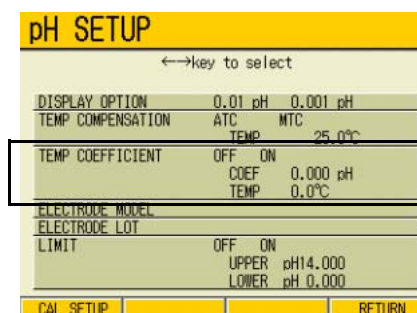 pH SETUP
←→key to select
DISPLAY OPTION 0.01 pH 0.001 pH
TEMP COMPENSATION ATC MTC
TEMP 25.0℃
TEMP COEFFICIENT OFF ON
COEF 0.000 pH
TEMP 0.0℃
ELECTRODE MODEL
ELECTRODE LOT
LIMIT OFF ON
UPPER pH14.000
LOWER pH 0.000
CAL SETUP RETURN